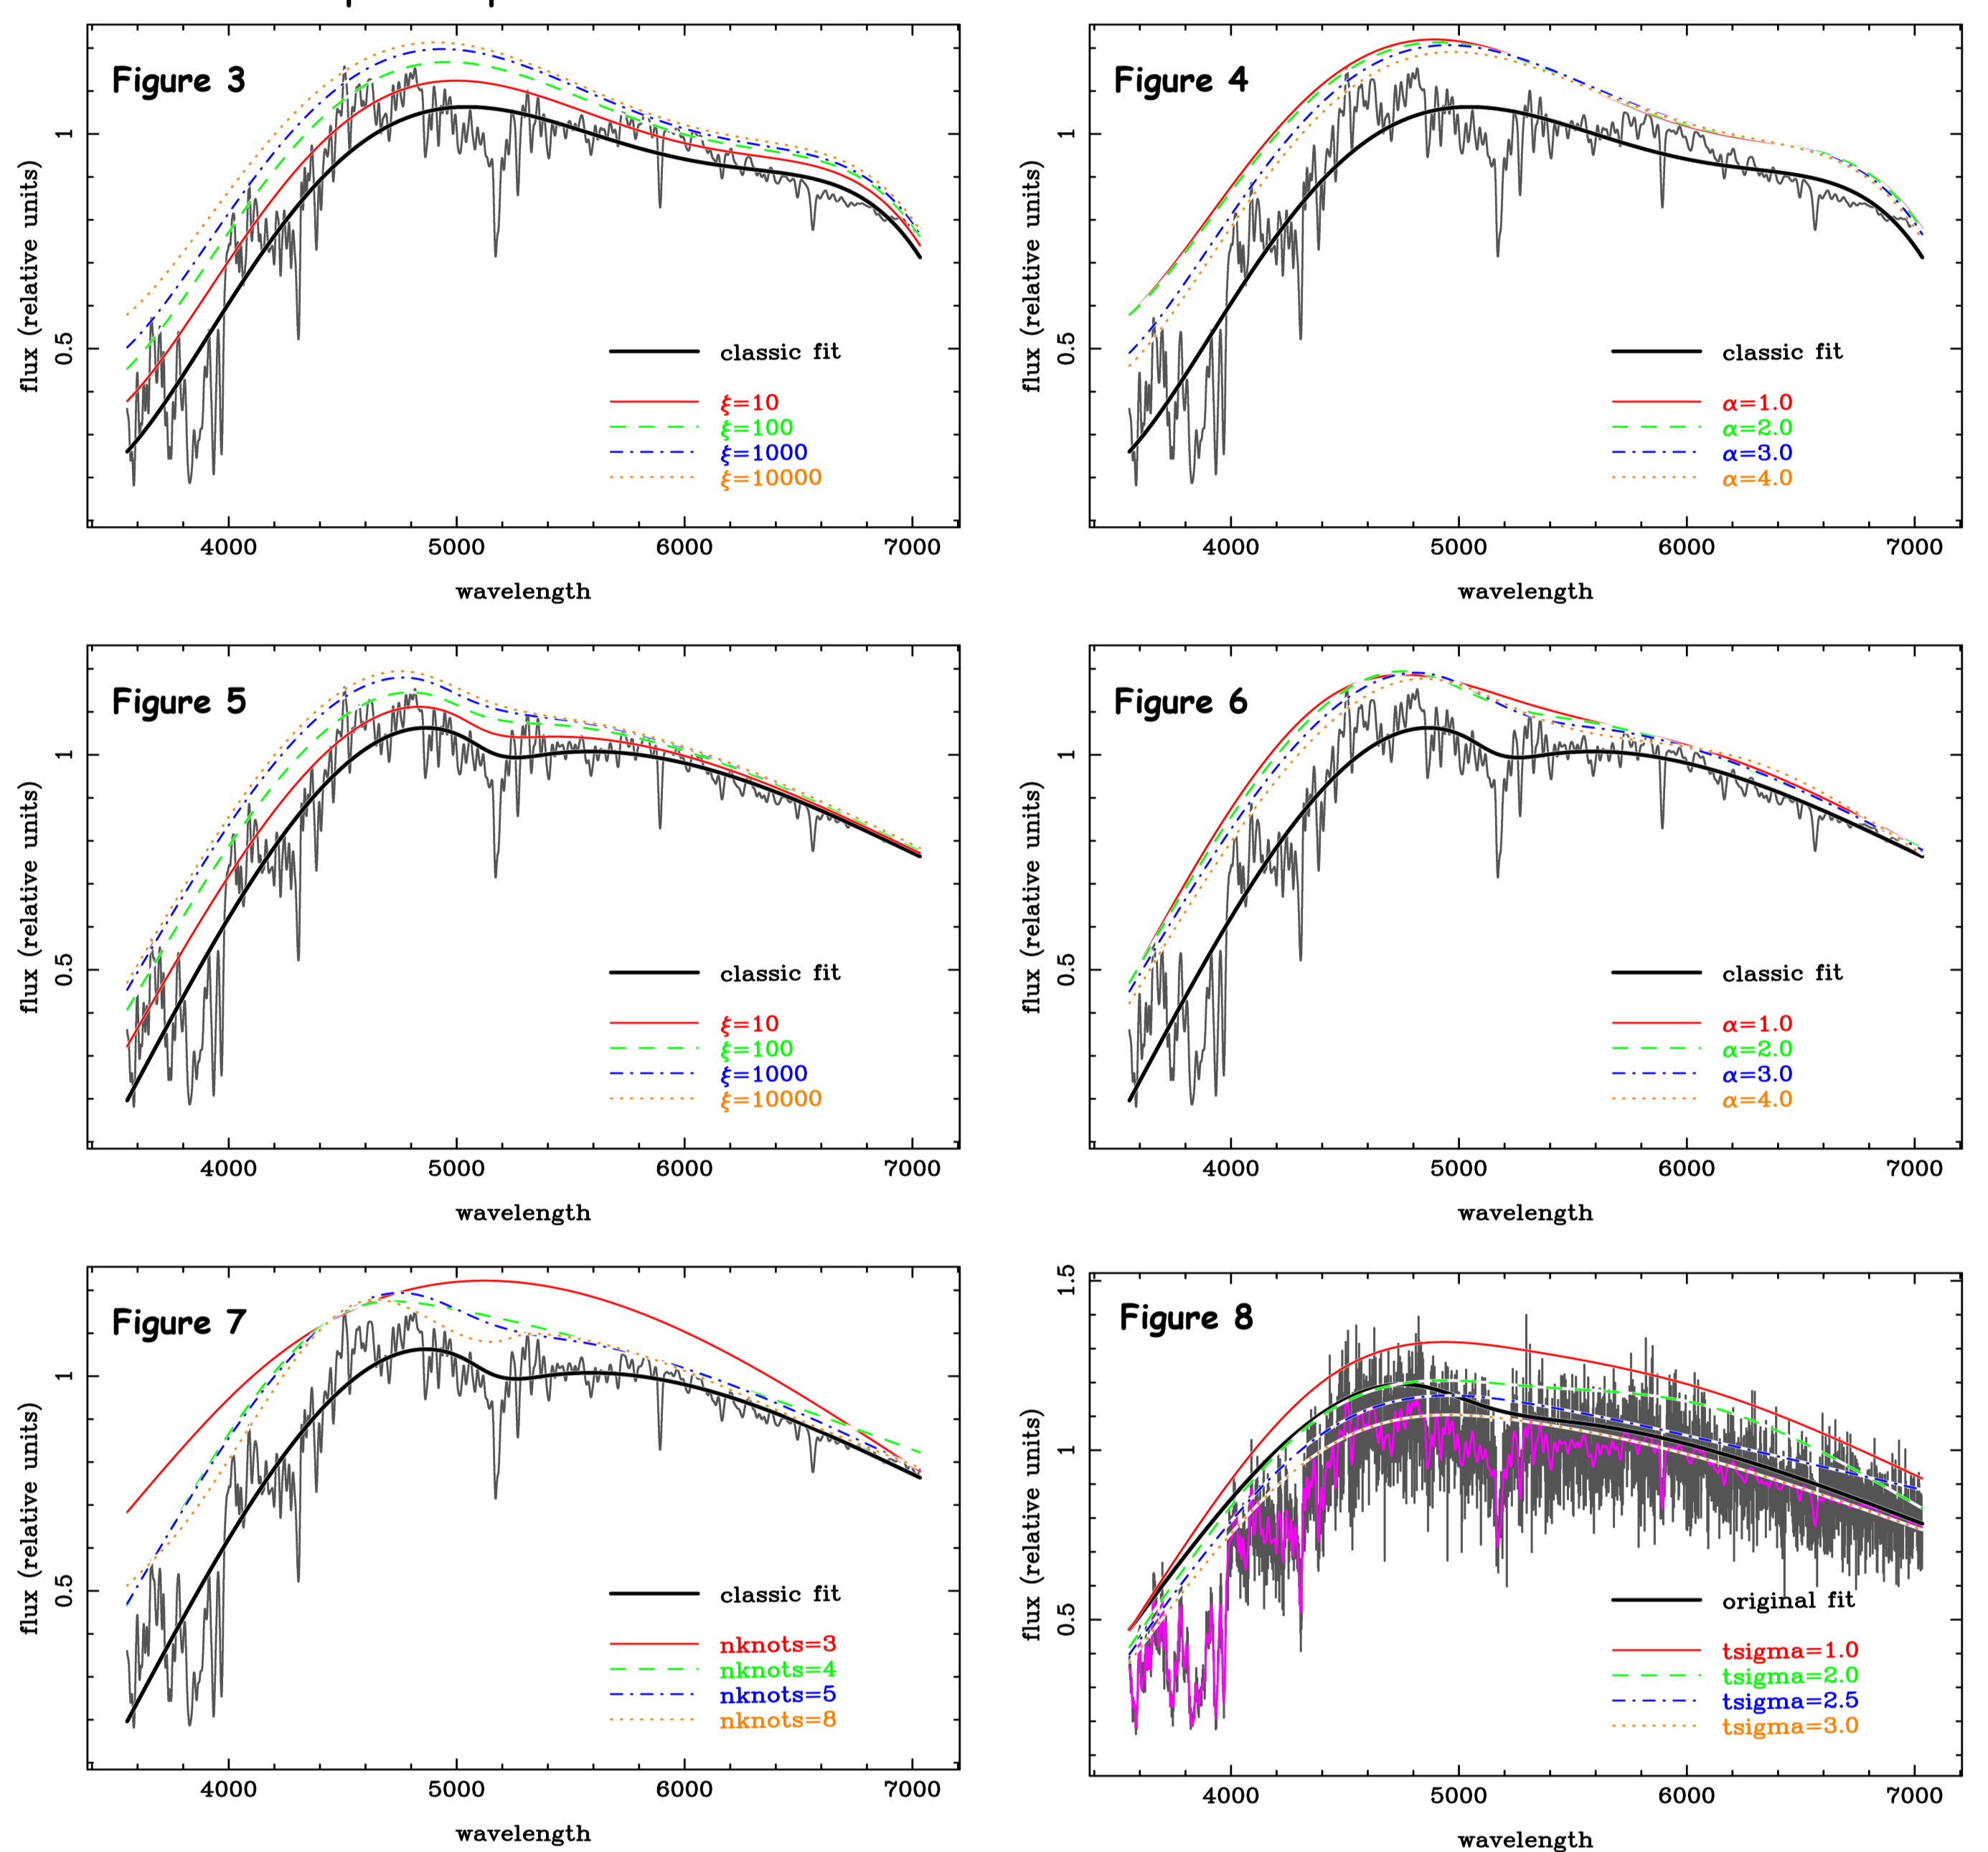 Figure 3
flux (relative units)
1
0.5
classic fit
ξ=10
ξ=100
ξ=1000
ξ=10000
4000 5000 6000 7000
wavelength
Figure 4
flux (relative units)
1
0.5
classic fit
α=1.0
α=2.0
α=3.0
α=4.0
4000 5000 6000 7000
wavelength
Figure 5
flux (relative units)
1
0.5
classic fit
ξ=10
ξ=100
ξ=1000
ξ=10000
4000 5000 6000 7000
wavelength
Figure 6
flux (relative units)
1
0.5
classic fit
α=1.0
α=2.0
α=3.0
α=4.0
4000 5000 6000 7000
wavelength
Figure 7
flux (relative units)
1
0.5
classic fit
nknots=3
nknots=4
nknots=5
nknots=8
4000 5000 6000 7000
wavelength
Figure 8
flux (relative units)
1.5
1
0.5
original fit
tsigma=1.0
tsigma=2.0
tsigma=2.5
tsigma=3.0
4000 5000 6000 7000
wavelength